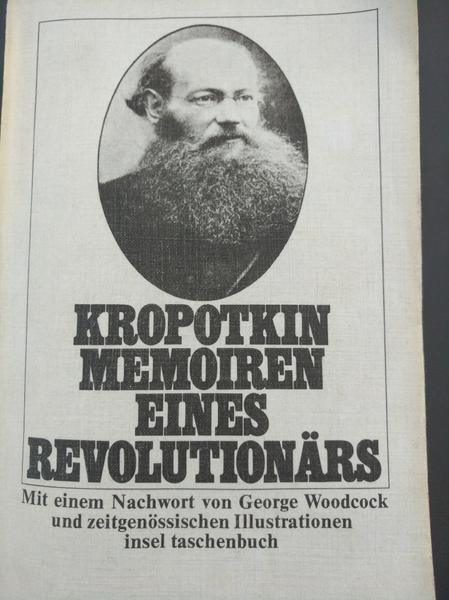 KROPOTKIN
MEMOIREN
EINES
REVOLUTIONÄRS
Mit einem Nachwort von George Woodcock
und zeitgenössischen Illustrationen
insel taschenbuch